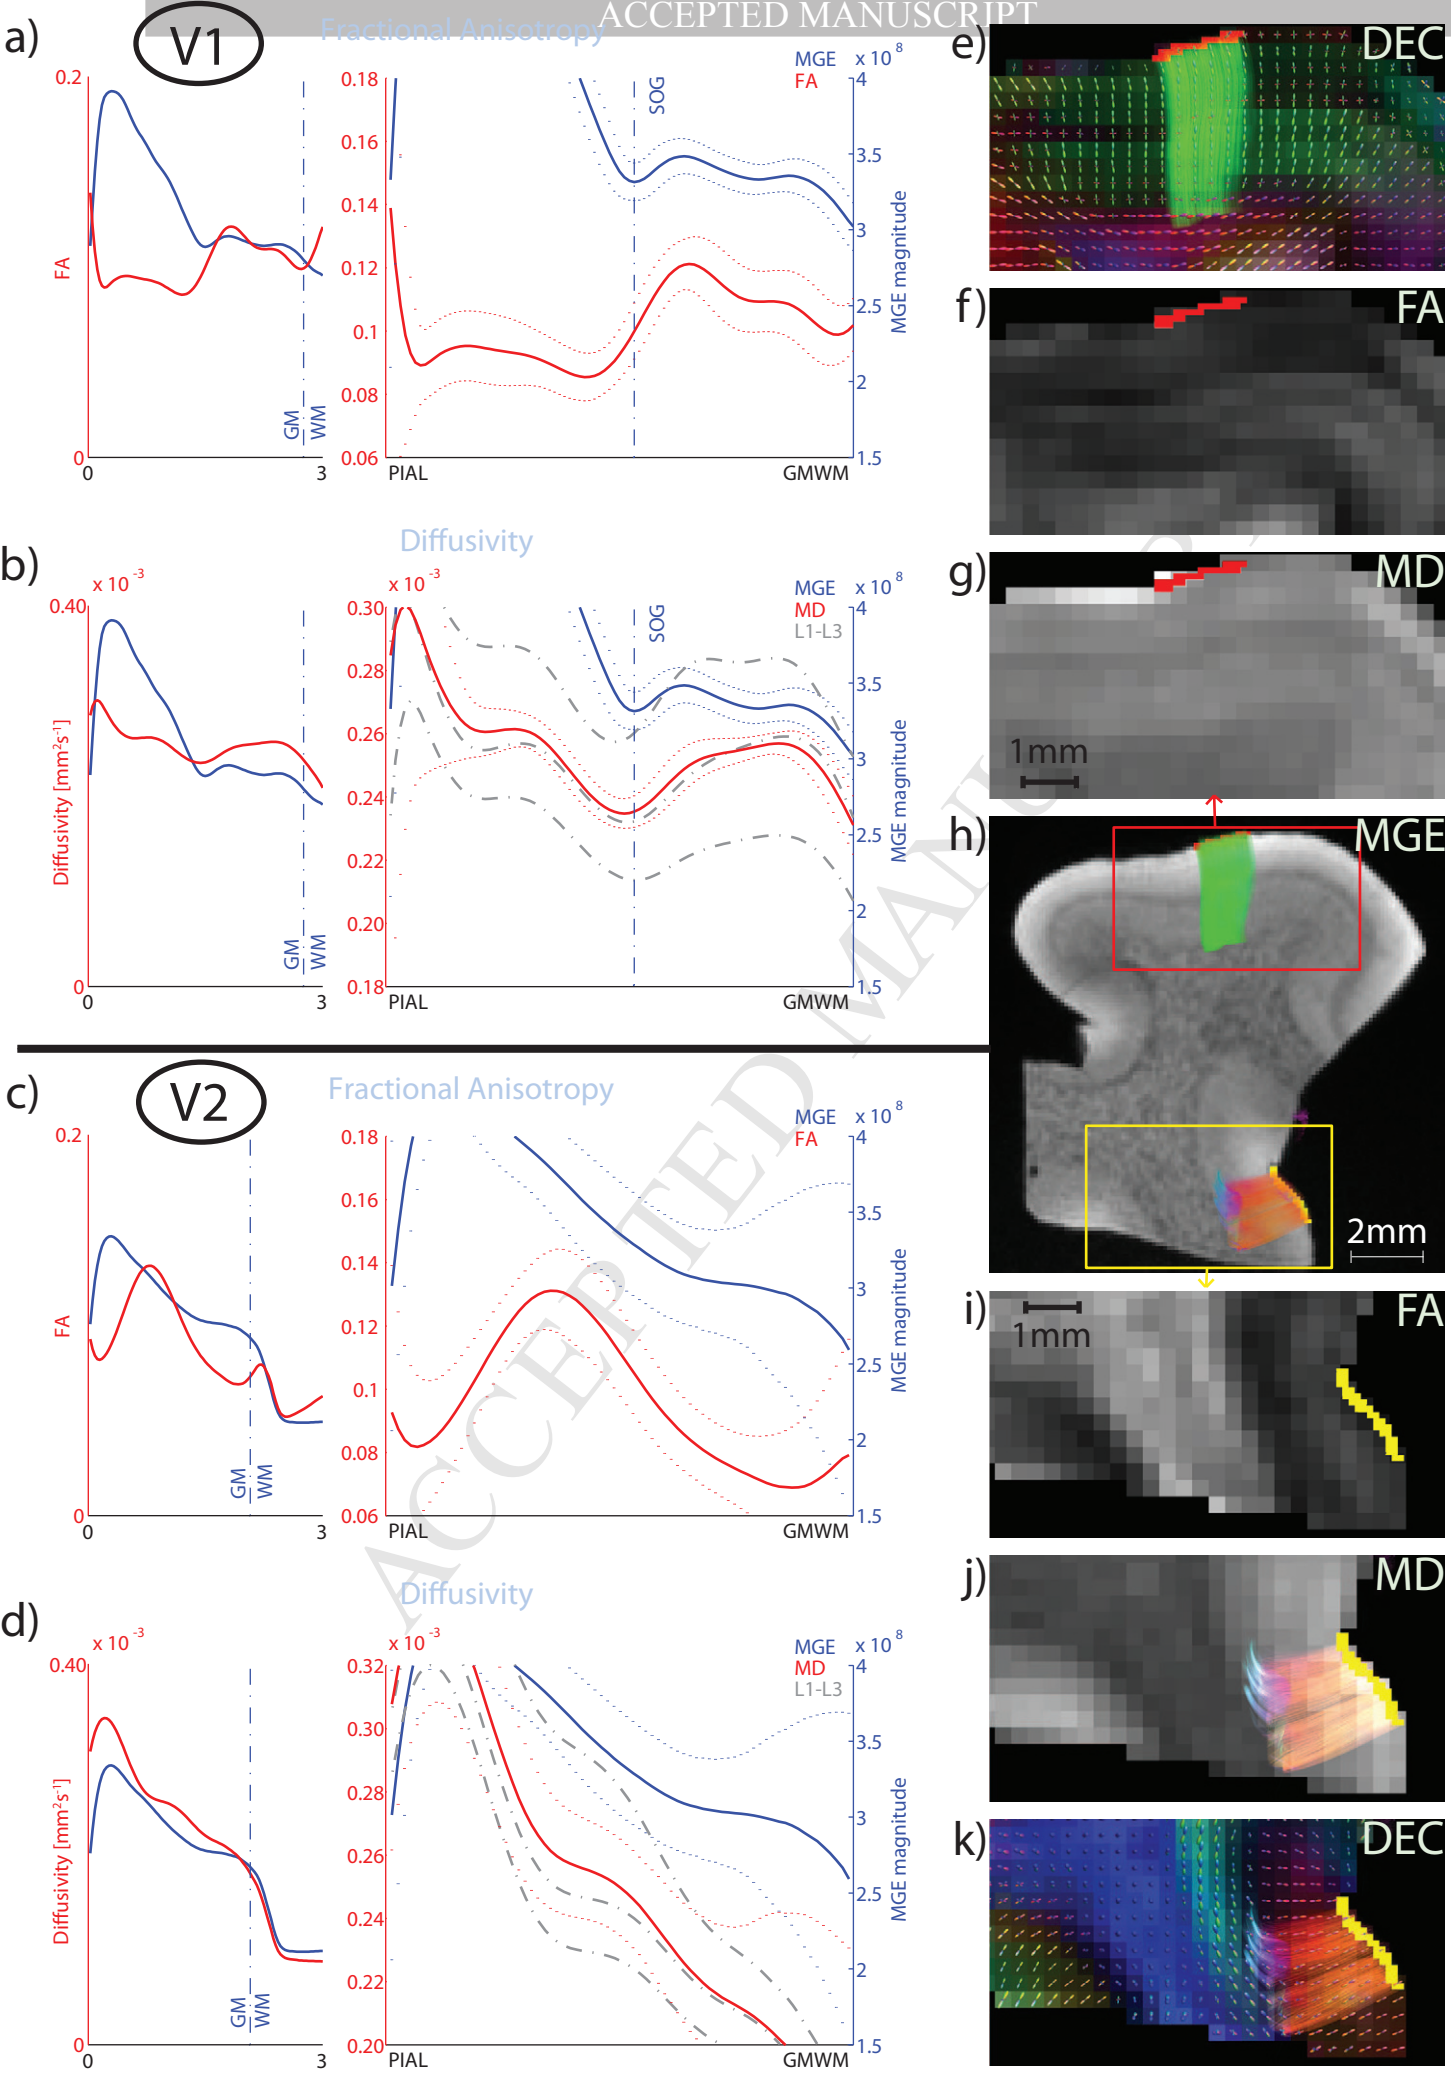 ACCEPTED MANUSCRIPT
a)
V1
Fractional Anisotropy
MGE x 10 8
FA
0.2
FA
0
0
3
GM
WM
0.18
0.16
0.14
0.12
0.1
0.08
0.06
PIAL
GMWM
SOG
4
3.5
3
2.5
2
1.5
MGE magnitude
b)
Diffusivity
x 10 -3
0.40
Diffusivity [mm²s⁻¹]
0
0
3
GM
WM
x 10 -3
0.30
0.28
0.26
0.24
0.22
0.20
0.18
PIAL
GMWM
SOG
MGE x 10 8
MD
L1-L3
4
3.5
3
2.5
2
1.5
MGE magnitude
c)
V2
Fractional Anisotropy
MGE x 10 8
FA
0.2
FA
0
0
3
GM
WM
0.18
0.16
0.14
0.12
0.1
0.08
0.06
PIAL
GMWM
4
3.5
3
2.5
2
1.5
MGE magnitude
d)
Diffusivity
x 10 -3
0.40
Diffusivity [mm²s⁻¹]
0
0
3
GM
WM
x 10 -3
0.32
0.30
0.28
0.26
0.24
0.22
0.20
PIAL
GMWM
MGE x 10 8
MD
L1-L3
4
3.5
3
2.5
2
1.5
MGE magnitude
e)
DEC
f)
FA
g)
MD
1mm
h)
MGE
2mm
i)
FA
1mm
j)
MD
k)
DEC
ACCEPTED MANUSCRIPT